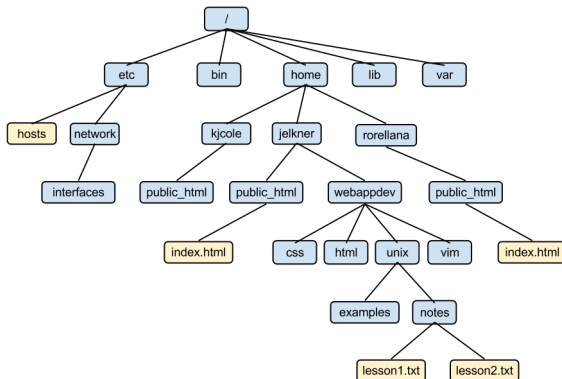 /
etc bin home lib var
hosts network kjcole jelkner rorellana
interfaces public_html public_html webappdev public_html
index.html css html unix vim index.html
examples notes
lesson1.txt lesson2.txt